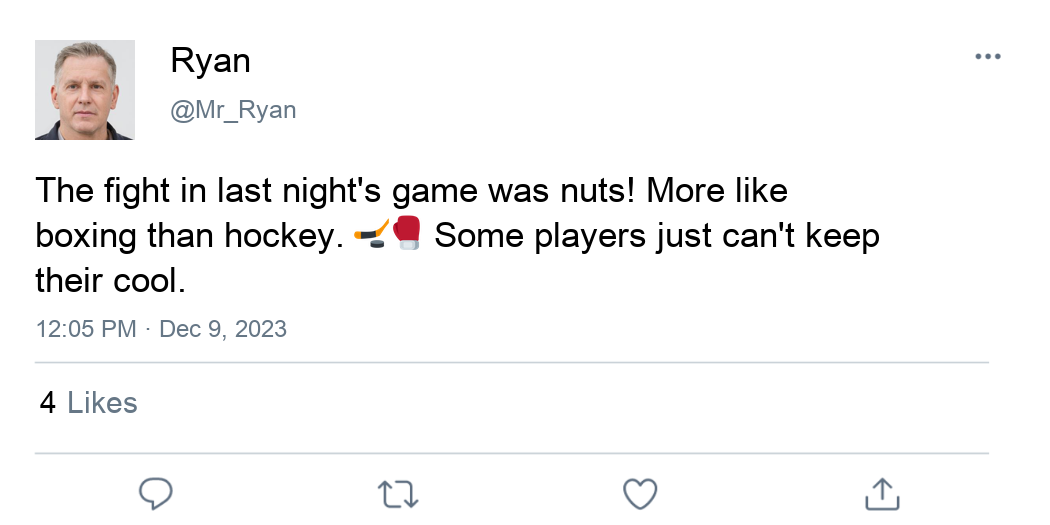 Ryan
@Mr_Ryan
The fight in last night's game was nuts! More like
boxing than hockey. 🏒🥊 Some players just can't keep
their cool.
12:05 PM · Dec 9, 2023
4 Likes